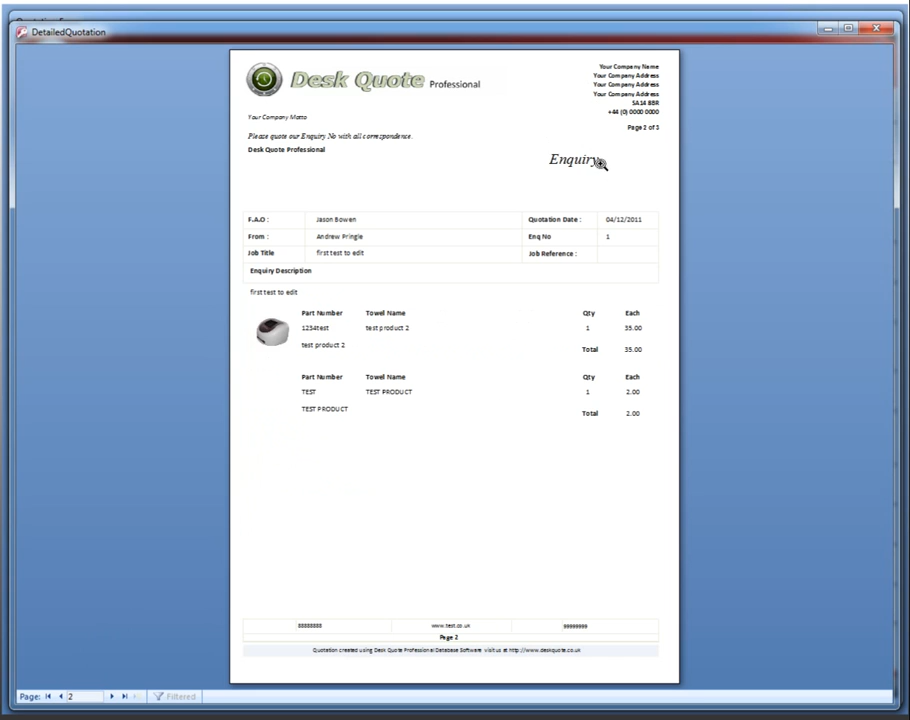 DetailedQuotation
Desk Quote Professional
Your Company Name
Your Company Address
Your Company Address
Your Company Address
SA14 8BR
+44 (0) 0000 0000
Your Company Motto
Page 2 of 3
Please quote our Enquiry No with all correspondence.
Desk Quote Professional
Enquiry
F.A.O : Jason Bowen Quotation Date : 04/12/2011
From : Andrew Pringle Enq No 1
Job Title first test to edit Job Reference :
Enquiry Description
first test to edit
Part Number Towel Name Qty Each
1234test test product 2 1 35.00
test product 2
Total 35.00
Part Number Towel Name Qty Each
TEST TEST PRODUCT 1 2.00
TEST PRODUCT
Total 2.00
www.test.co.uk
Page 2
Quotation created using Desk Quote Professional Database Software visit us at http://www.deskquote.co.uk
Page: 2 Filtered